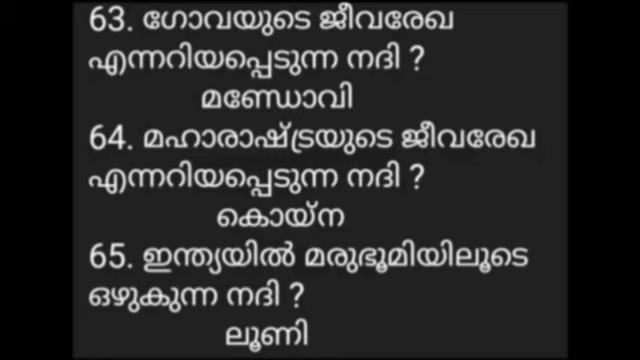 63. ഗോവയുടെ ജീവരേഖ
എന്നറിയപ്പെടുന്ന നദി ?
മണ്ഡോവി
64. മഹാരാഷ്ട്രയുടെ ജീവരേഖ
എന്നറിയപ്പെടുന്ന നദി ?
കൊയ്ന
65. ഇന്ത്യയിൽ മരുഭൂമിയിലൂടെ
ഒഴുകുന്ന നദി ?
ലൂണി